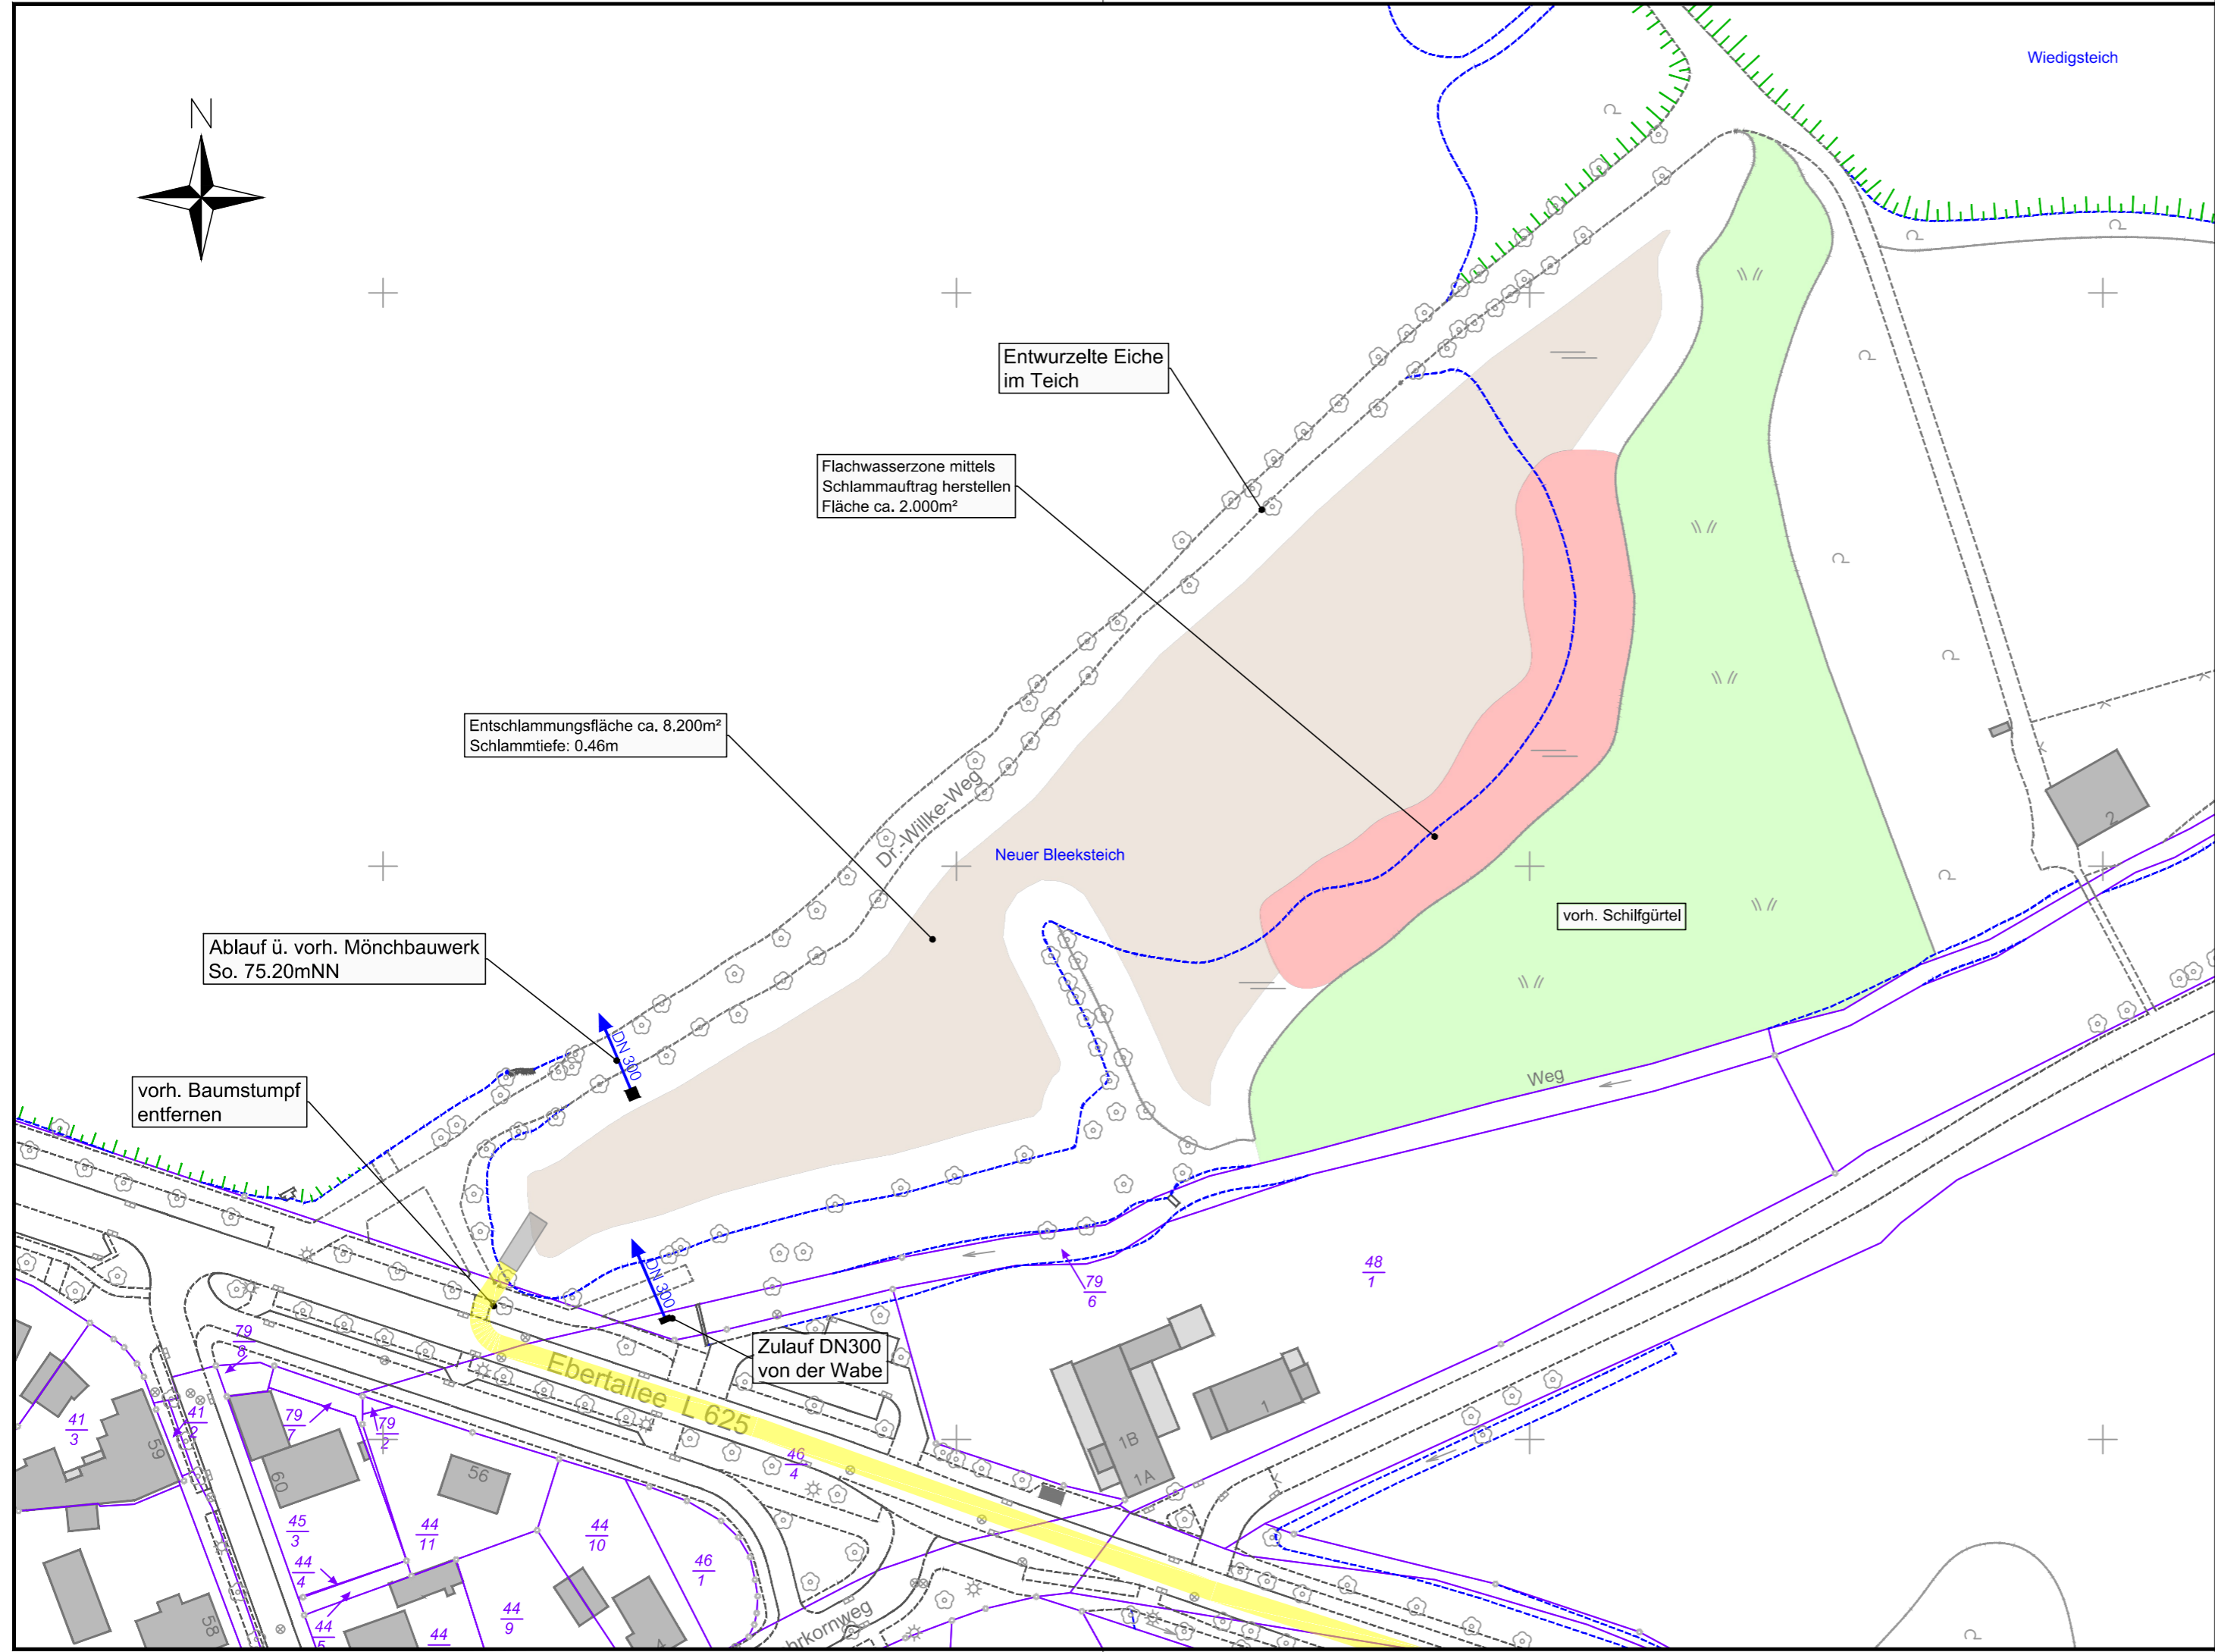 Wiedigsteich
N
Entwurzelte Eiche
im Teich
Flachwasserzone mittels
Schlammauftrag herstellen
Fläche ca. 2.000m²
Entschlammungsfläche ca. 8.200m²
Schlammtiefe: 0.46m
Dr.-Willke-Weg
Neuer Bleeksteich
2
vorh. Schilfgürtel
Ablauf ü. vorh. Mönchbauwerk
So. 75.20mNN
DN 300
vorh. Baumstumpf
entfernen
Weg
DN 300
79
6
48
1
Zulauf DN300
von der Wabe
Ebertallee L 625
79
8
41
3
41
2
79
7
79
2
59
60
56
46
4
1B
1A
1
45
3
44
11
44
10
46
1
44
4
44
5
44
9
44
58
hrkornweg
4